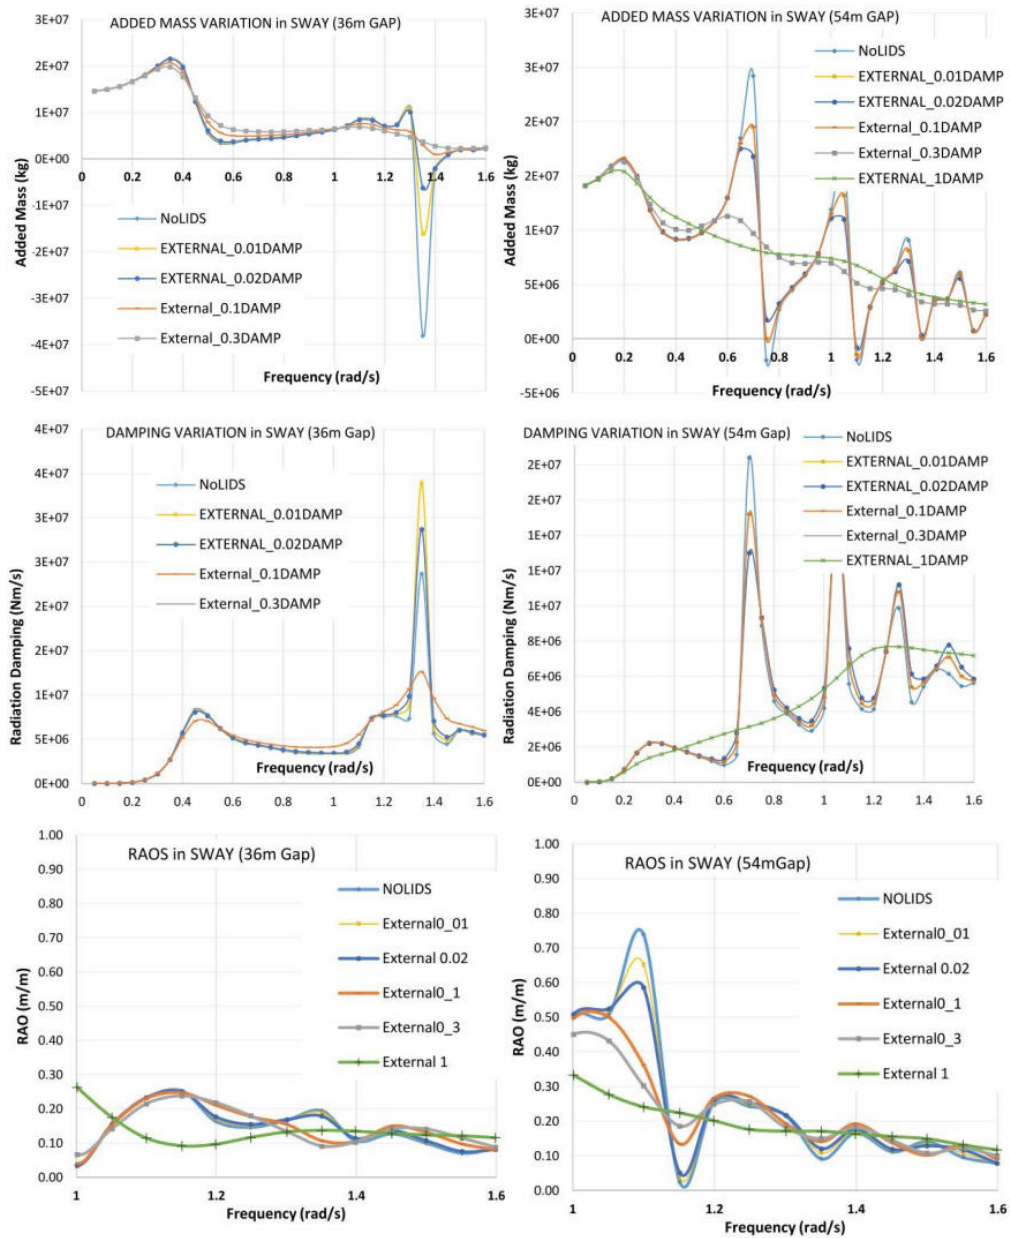 ADDED MASS VARIATION in SWAY (36m GAP)
3E+07
2E+07
1E+07
0E+00
-1E+07
-2E+07
-3E+07
-4E+07
-5E+07
Added Mass (kg)
0 0.2 0.4 0.6 0.8 1 1.2 1.4 1.6
NoLIDS
EXTERNAL_0.01DAMP
EXTERNAL_0.02DAMP
External_0.1DAMP
External_0.3DAMP
Frequency (rad/s)
ADDED MASS VARIATION in SWAY (54m GAP)
3E+07
3E+07
2E+07
2E+07
1E+07
5E+06
0E+00
-5E+06
Added Mass (kg)
NoLIDS
EXTERNAL_0.01DAMP
EXTERNAL_0.02DAMP
External_0.1DAMP
External_0.3DAMP
EXTERNAL_1DAMP
0 0.2 0.4 0.6 0.8 1 1.2 1.4 1.6
Frequency (rad/s)
DAMPING VARIATION in SWAY (36m Gap)
4E+07
4E+07
3E+07
3E+07
2E+07
2E+07
1E+07
5E+06
0E+00
Radiation Damping (Nm/s)
NoLIDS
EXTERNAL_0.01DAMP
EXTERNAL_0.02DAMP
External_0.1DAMP
External_0.3DAMP
Frequency (rad/s)
0 0.2 0.4 0.6 0.8 1 1.2 1.4 1.6
DAMPING VARIATION in SWAY (54m Gap)
2E+07
2E+07
1E+07
1E+07
1E+07
8E+06
6E+06
4E+06
2E+06
0E+00
Radiation Damping (Nm/s)
NoLIDS
EXTERNAL_0.01DAMP
EXTERNAL_0.02DAMP
External_0.1DAMP
External_0.3DAMP
EXTERNAL_1DAMP
Frequency (rad/s)
0 0.2 0.4 0.6 0.8 1 1.2 1.4 1.6
RAOS in SWAY (36m Gap)
1.00
0.90
0.80
0.70
0.60
0.50
0.40
0.30
0.20
0.10
0.00
RAO (m/m)
NOLIDS
External0_01
External 0.02
External0_1
External0_3
External 1
1 1.2 1.4 1.6
Frequency (rad/s)
RAOS in SWAY (54mGap)
1.00
0.90
0.80
0.70
0.60
0.50
0.40
0.30
0.20
0.10
0.00
RAO (m/m)
NOLIDS
External0_01
External 0.02
External0_1
External0_3
External 1
1 1.2 1.4 1.6
Frequency (rad/s)